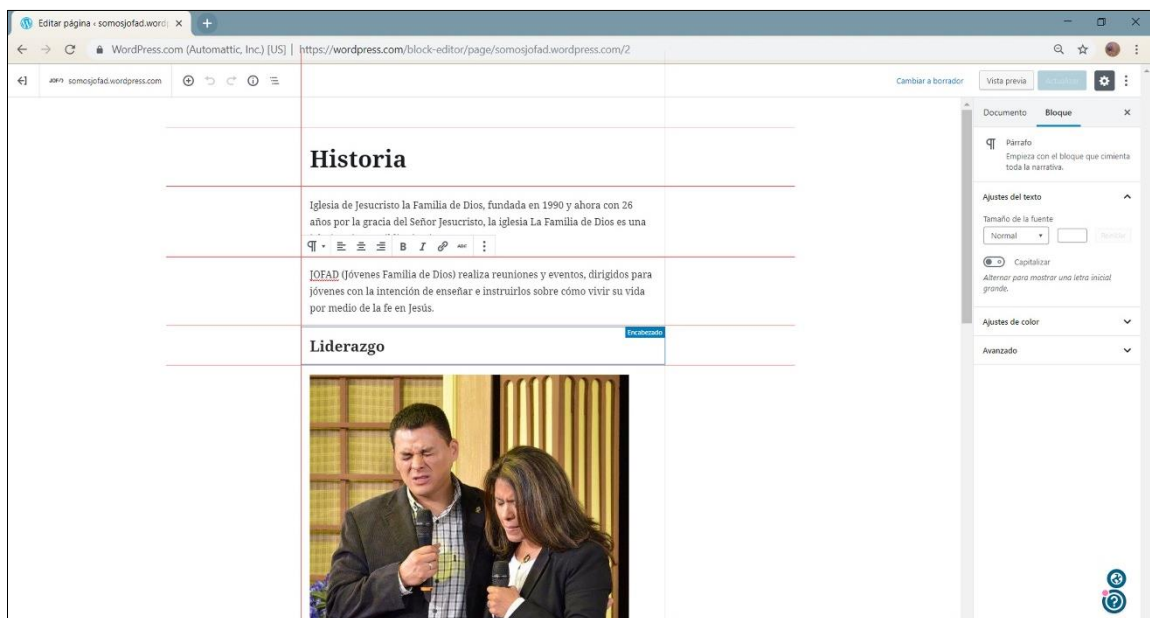 Editar página ‹ somosjofad.word
WordPress.com (Automattic, Inc.) [US] | https://wordpress.com/block-editor/page/somosjofad.wordpress.com/2
somosjofad.wordpress.com
Cambiar a borrador
Vista previa
Documento Bloque
Párrafo
Empieza con el bloque que cimienta
toda la narrativa.
Ajustes del texto
Tamaño de la fuente
Normal
Capitalizar
Alternar para mostrar una letra inicial
grande.
Ajustes de color
Avanzado
Historia
Iglesia de Jesucristo la Familia de Dios, fundada en 1990 y ahora con 26
años por la gracia del Señor Jesucristo, la iglesia La Familia de Dios es una
B I ABC
JOFAD (Jóvenes Familia de Dios) realiza reuniones y eventos, dirigidos para
jóvenes con la intención de enseñar e instruirlos sobre cómo vivir su vida
por medio de la fe en Jesús.
Encabezado
Liderazgo